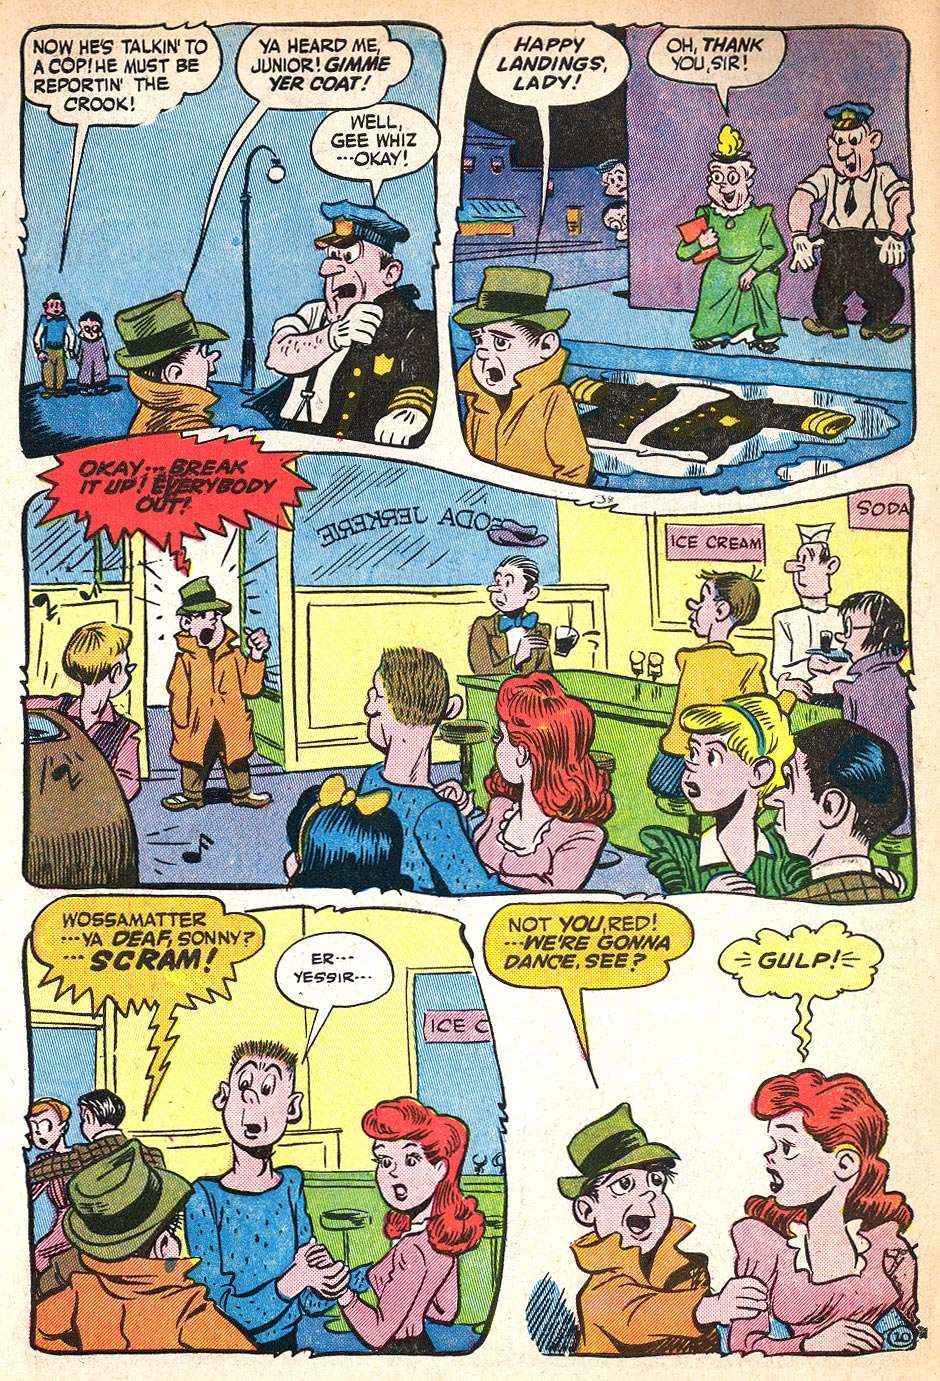 NOW HE'S TALKIN' TO
A COP! HE MUST BE
REPORTIN' THE
CROOK!
YA HEARD ME,
JUNIOR! GIMME
YER COAT!
WELL,
GEE WHIZ
---OKAY!
HAPPY
LANDINGS,
LADY!
OH, THANK
YOU, SIR!
OKAY--- BREAK
IT UP! EVERYBODY
OUT!
SODA JERKERIE
ICE CREAM
SODA
WOSSAMATTER
---YA DEAF, SONNY?
--- SCRAM!
ER---
YESSIR---
ICE C
NOT YOU, RED!
---WE'RE GONNA
DANCE, SEE?
GULP!
20